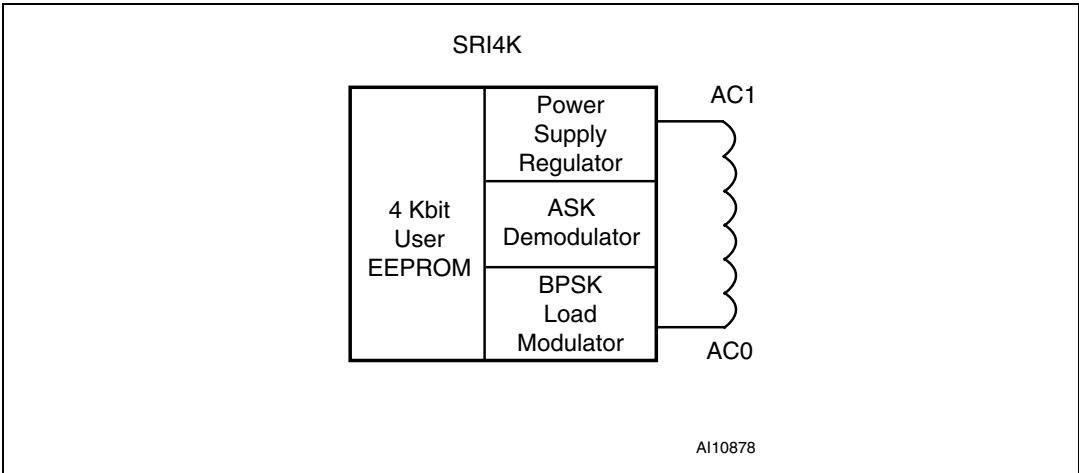 SRI4K
AC1
Power
Supply
Regulator
4 Kbit
User
EEPROM
ASK
Demodulator
BPSK
Load
Modulator
AC0
AI10878